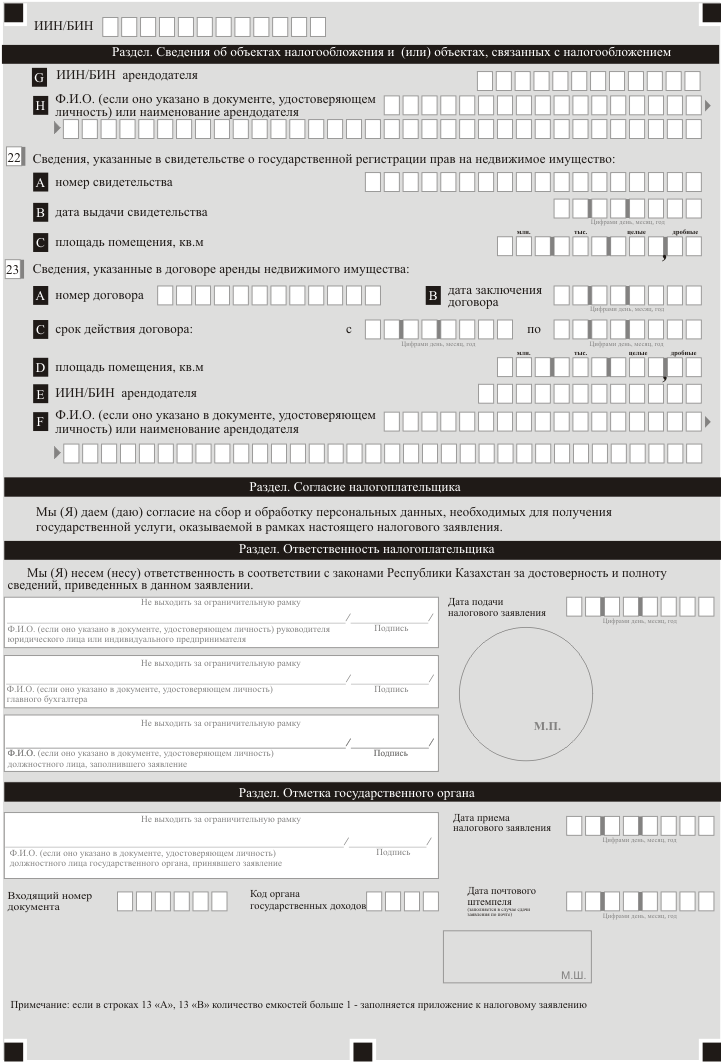 ИИН/БИН
Раздел. Сведения об объектах налогообложения и (или) объектах, связанных с налогообложением
G ИИН/БИН арендодателя
H Ф.И.О. (если оно указано в документе, удостоверяющем
личность) или наименование арендодателя
22 Сведения, указанные в свидетельстве о государственной регистрации прав на недвижимое имущество:
A номер свидетельства
B дата выдачи свидетельства
Цифрами день, месяц, год
млн. тыс. целые дробные
C площадь помещения, кв.м ,
23 Сведения, указанные в договоре аренды недвижимого имущества:
A номер договора B дата заключения
договора
Цифрами день, месяц, год
C срок действия договора: с по
Цифрами день, месяц, год Цифрами день, месяц, год
млн. тыс. целые дробные
D площадь помещения, кв.м ,
E ИИН/БИН арендодателя
F Ф.И.О. (если оно указано в документе, удостоверяющем
личность) или наименование арендодателя
Раздел. Согласие налогоплательщика
Мы (Я) даем (даю) согласие на сбор и обработку персональных данных, необходимых для получения
государственной услуги, оказываемой в рамках настоящего налогового заявления.
Раздел. Ответственность налогоплательщика
Мы (Я) несем (несу) ответственность в соответствии с законами Республики Казахстан за достоверность и полноту
сведений, приведенных в данном заявлении.
Не выходить за ограничительную рамку
/ /
Ф.И.О. (если оно указано в документе, удостоверяющем личность) руководителя Подпись
юридического лица или индивидуального предпринимателя
Дата подачи
налогового заявления
Цифрами день, месяц, год
Не выходить за ограничительную рамку
/ /
Ф.И.О. (если оно указано в документе, удостоверяющем личность) Подпись
главного бухгалтера
М.П.
Не выходить за ограничительную рамку
/ /
Ф.И.О. (если оно указано в документе, удостоверяющем личность) Подпись
должностного лица, заполнившего заявление
Раздел. Отметка государственного органа
Не выходить за ограничительную рамку
/ /
Ф.И.О. (если оно указано в документе, удостоверяющем личность) Подпись
должностного лица государственного органа, принявшего заявление
Дата приема
налогового заявления
Цифрами день, месяц, год
Входящий номер
документа
Код органа
государственных доходов
Дата почтового
штемпеля
(заполняется в случае сдачи
заявления по почте)
Цифрами день, месяц, год
М.Ш.
Примечание: если в строках 13 «А», 13 «В» количество емкостей больше 1 - заполняется приложение к налоговому заявлению